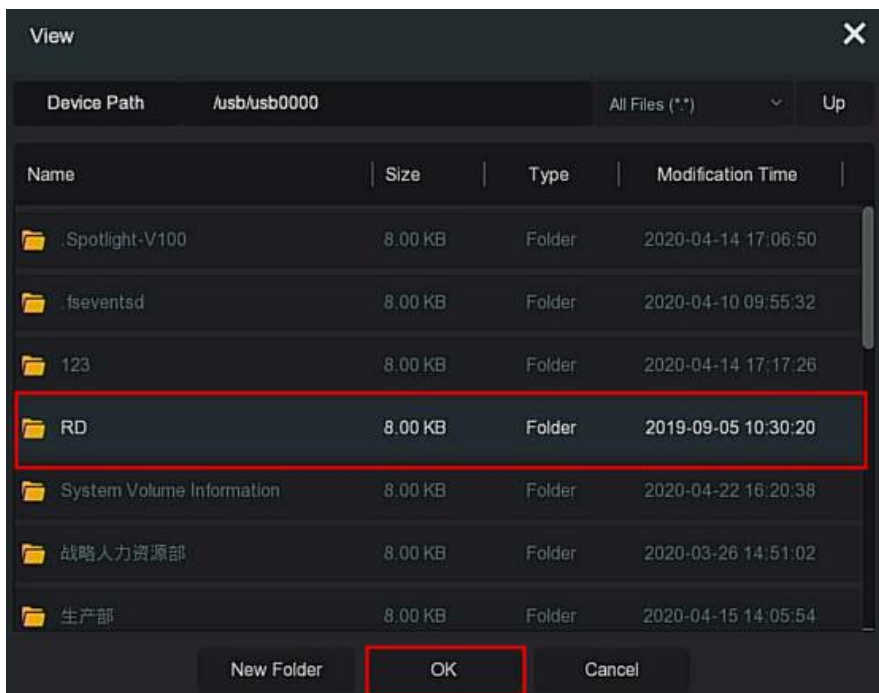 View
Device Path /usb/usb0000 All Files (*.*) Up
Name Size Type Modification Time
.Spotlight-V100 8.00 KB Folder 2020-04-14 17:06:50
.fseventsd 8.00 KB Folder 2020-04-10 09:55:32
123 8.00 KB Folder 2020-04-14 17:17:26
RD 8.00 KB Folder 2019-09-05 10:30:20
System Volume Information 8.00 KB Folder 2020-04-22 16:20:38
战略人力资源部 8.00 KB Folder 2020-03-26 14:51:02
生产部 8.00 KB Folder 2020-04-15 14:05:54
New Folder OK Cancel